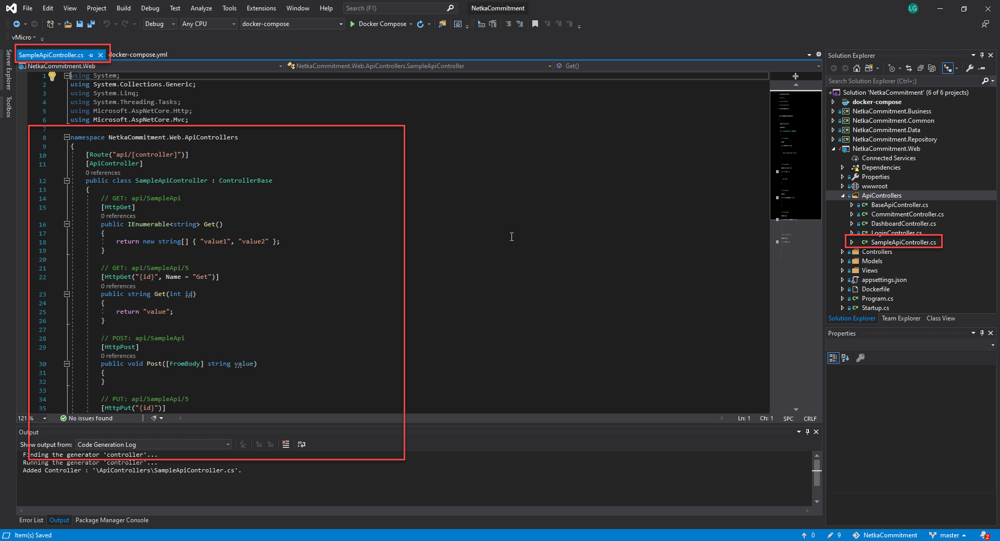 File Edit View Project Build Debug Test Analyze Tools Extensions Window Help Search (F1) NetkaCommitment LG
Debug Any CPU docker-compose Docker Compose
vMicro
Server Explorer
Toolbox
SampleApiController.cs docker-compose.yml
NetkaCommitment.Web NetkaCommitment.Web.ApiControllers.SampleApiController Get()
1 using System;
2 using System.Collections.Generic;
3 using System.Linq;
4 using System.Threading.Tasks;
5 using Microsoft.AspNetCore.Http;
6 using Microsoft.AspNetCore.Mvc;
7
8 namespace NetkaCommitment.Web.ApiControllers
9 {
10 [Route("api/[controller]")]
11 [ApiController]
0 references
12 public class SampleApiController : ControllerBase
13 {
14 // GET: api/SampleApi
15 [HttpGet]
0 references
16 public IEnumerable<string> Get()
17 {
18 return new string[] { "value1", "value2" };
19 }
20
21 // GET: api/SampleApi/5
22 [HttpGet("{id}", Name = "Get")]
0 references
23 public string Get(int id)
24 {
25 return "value";
26 }
27
28 // POST: api/SampleApi
29 [HttpPost]
0 references
30 public void Post([FromBody] string value)
31 {
32 }
33
34 // PUT: api/SampleApi/5
35 [HttpPut("{id}")]
121 % No issues found Ln: 1 Ch: 1 SPC CRLF
Output
Show output from: Code Generation Log
Finding the generator 'controller'...
Running the generator 'controller'...
Added Controller : '\ApiControllers\SampleApiController.cs'.
Error List Output Package Manager Console
Solution Explorer
Search Solution Explorer (Ctrl+;)
Solution 'NetkaCommitment' (6 of 6 projects)
docker-compose
NetkaCommitment.Business
NetkaCommitment.Common
NetkaCommitment.Data
NetkaCommitment.Repository
NetkaCommitment.Web
Connected Services
Dependencies
Properties
wwwroot
ApiControllers
BaseApiController.cs
CommitmentController.cs
DashboardController.cs
LoginController.cs
SampleApiController.cs
Controllers
Models
Views
appsettings.json
Dockerfile
Program.cs
Startup.cs
Solution Explorer Team Explorer Class View
Properties
Item(s) Saved 0 9 NetkaCommitment master 2